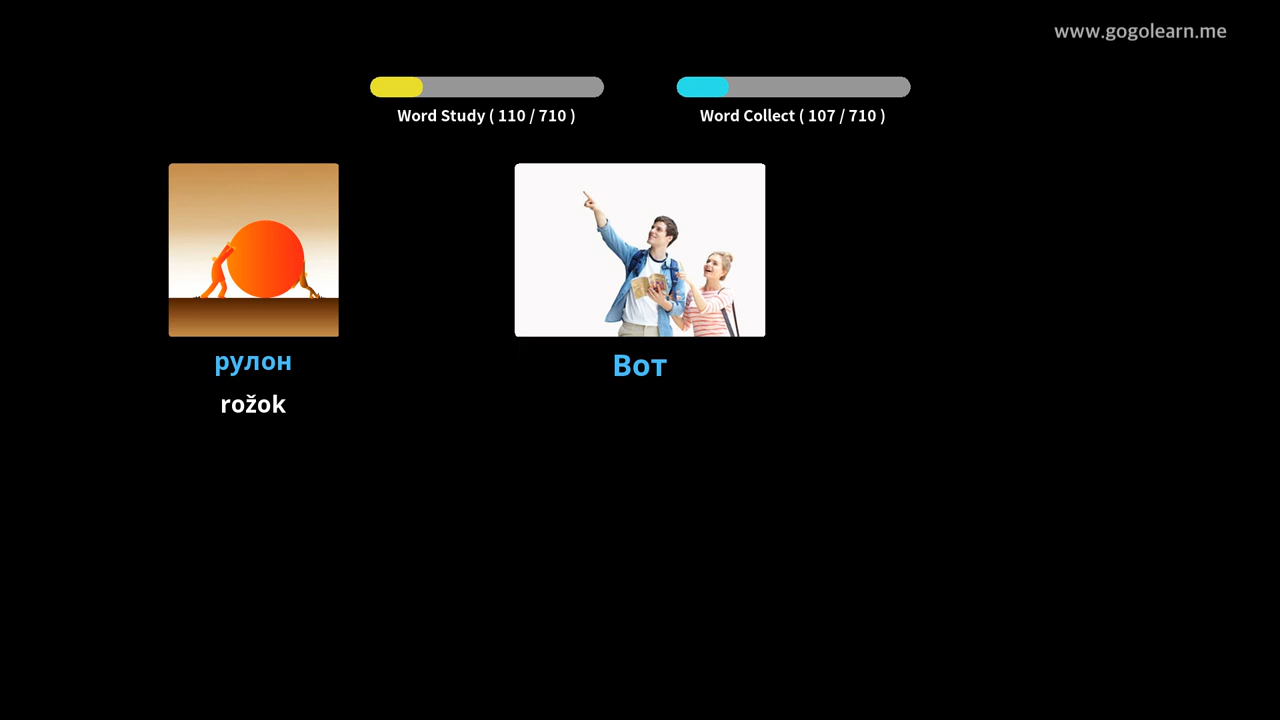 www.gogolearn.me
Word Study ( 110 / 710 )
Word Collect ( 107 / 710 )
рулон
rožok
Вот